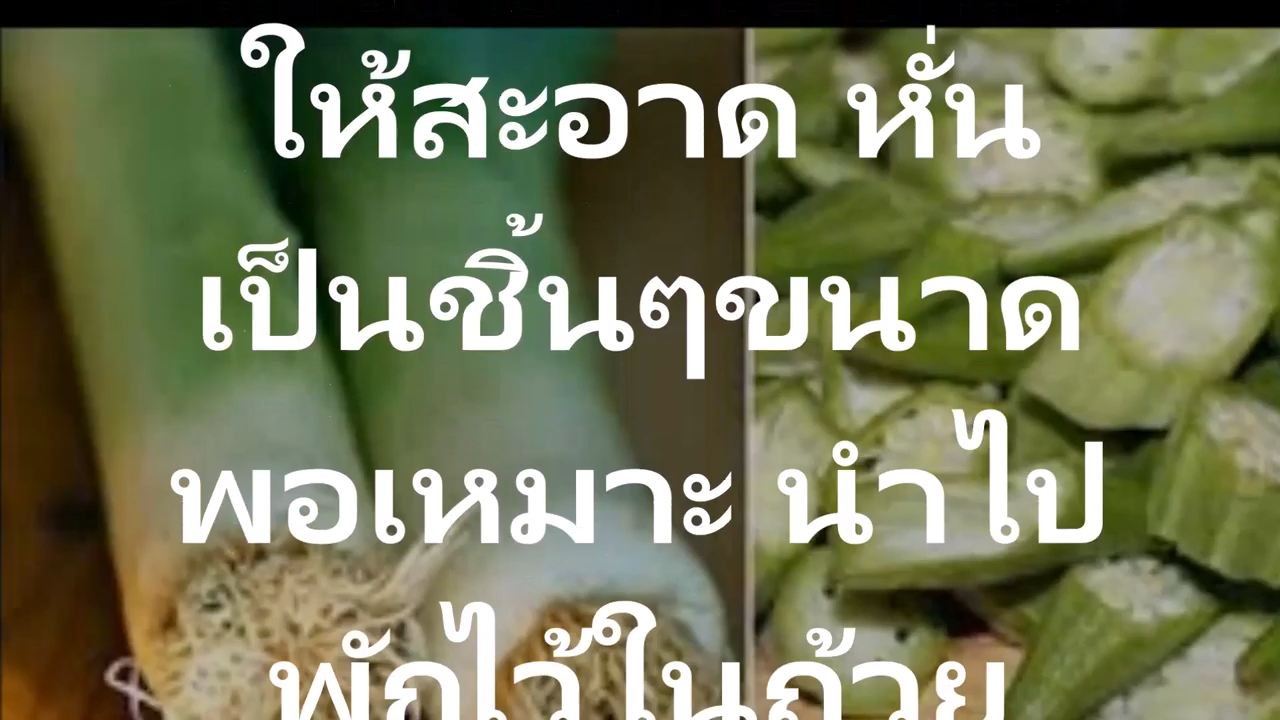 ให้สะอาด หั่น
เป็นชิ้นๆขนาด
พอเหมาะ นำไป
พักไว้ในถ้วย